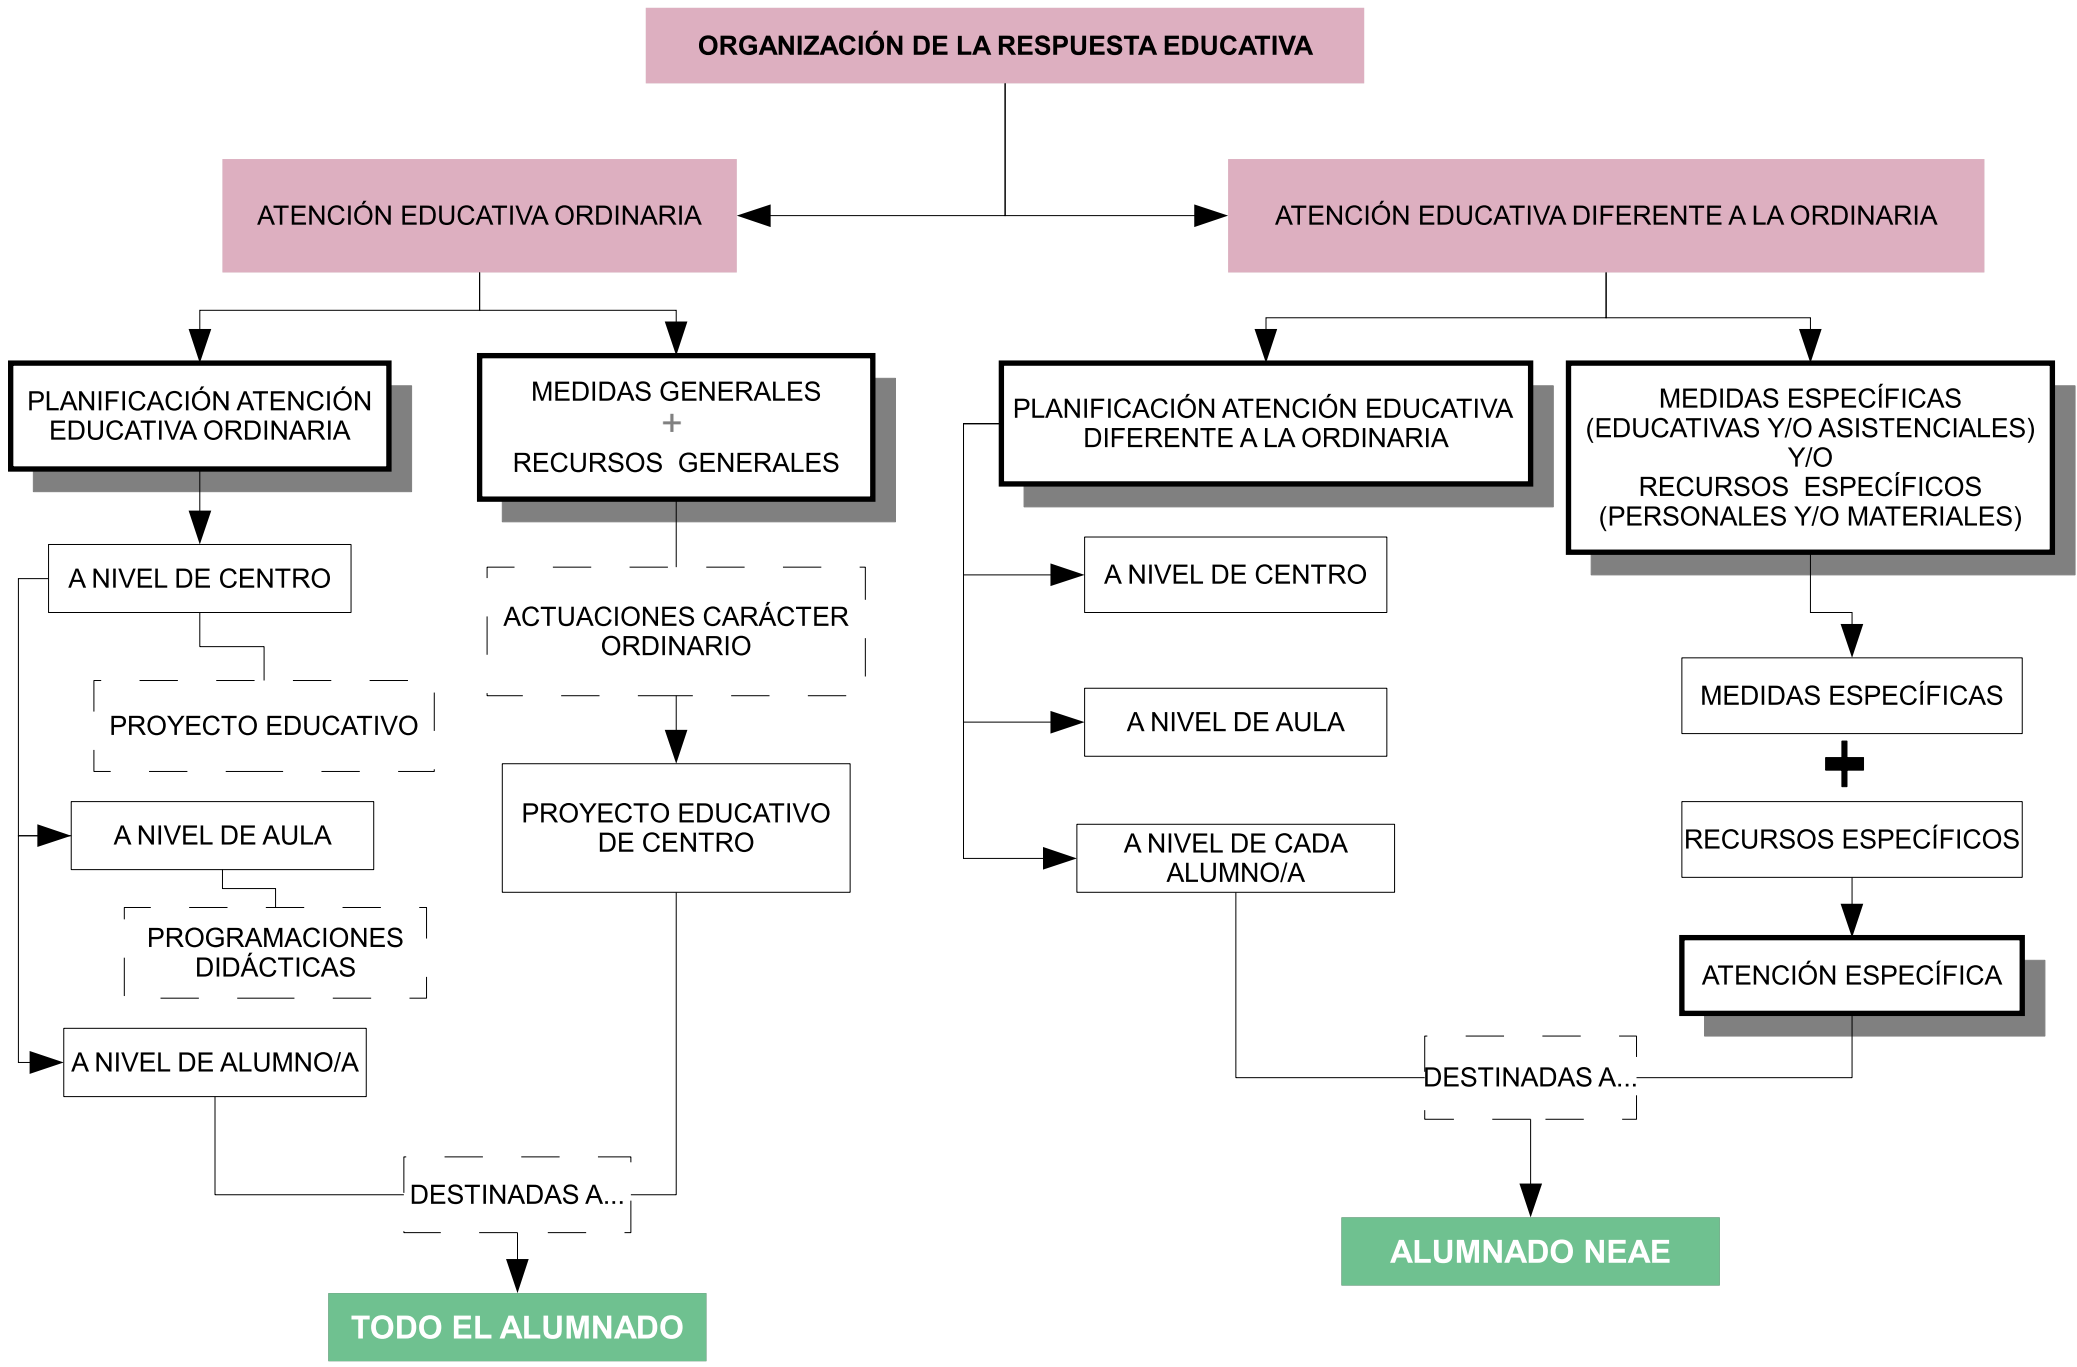 ORGANIZACIÓN DE LA RESPUESTA EDUCATIVA
ATENCIÓN EDUCATIVA ORDINARIA
ATENCIÓN EDUCATIVA DIFERENTE A LA ORDINARIA
PLANIFICACIÓN ATENCIÓN
EDUCATIVA ORDINARIA
A NIVEL DE CENTRO
PROYECTO EDUCATIVO
A NIVEL DE AULA
PROGRAMACIONES
DIDÁCTICAS
A NIVEL DE ALUMNO/A
MEDIDAS GENERALES
+
RECURSOS GENERALES
ACTUACIONES CARÁCTER
ORDINARIO
PROYECTO EDUCATIVO
DE CENTRO
DESTINADAS A...
TODO EL ALUMNADO
PLANIFICACIÓN ATENCIÓN EDUCATIVA
DIFERENTE A LA ORDINARIA
A NIVEL DE CENTRO
A NIVEL DE AULA
A NIVEL DE CADA
ALUMNO/A
MEDIDAS ESPECÍFICAS
(EDUCATIVAS Y/O ASISTENCIALES)
Y/O
RECURSOS ESPECÍFICOS
(PERSONALES Y/O MATERIALES)
MEDIDAS ESPECÍFICAS
+
RECURSOS ESPECÍFICOS
ATENCIÓN ESPECÍFICA
DESTINADAS A...
ALUMNADO NEAE